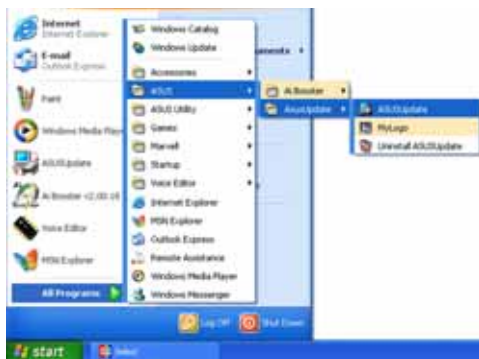 Internet
Internet Explorer
E-mail
Outlook Express
Paint
Windows Media Play
ASUSUpdate
Ai Booster v2.00.16
Voice Editor
MSN Explorer
All Programs
Windows Catalog
Windows Update
Accessories
ASUS
ASUS Utility
Games
Marvell
Startup
Voice Editor
Internet Explorer
MSN Explorer
Outlook Express
Remote Assistance
Windows Media Player
Windows Messenger
uments
Ai Booster
AsusUpdate
ASUSUpdate
MyLogo
Uninstall ASUSUpdate
Log Off
Shut Down
start